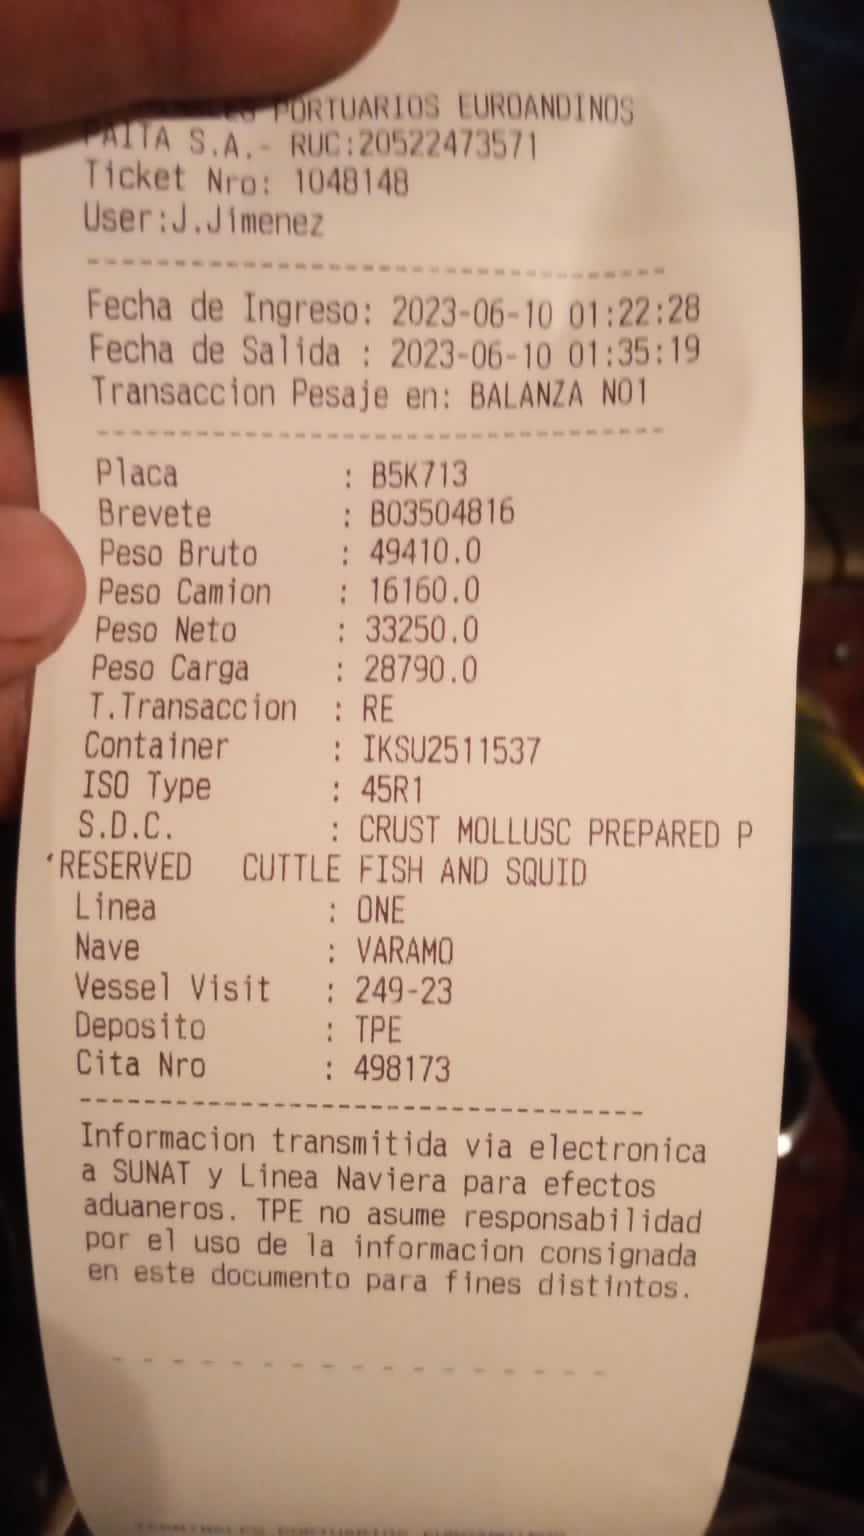 PORTUARIOS EUROANDINOS
PAITA S.A.- RUC:20522473571
Ticket Nro: 1048148
User:J.Jimenez
Fecha de Ingreso: 2023-06-10 01:22:28
Fecha de Salida : 2023-06-10 01:35:19
Transaccion Pesaje en: BALANZA NO1
Placa : B5K713
Brevete : B03504816
Peso Bruto : 49410.0
Peso Camion : 16160.0
Peso Neto : 33250.0
Peso Carga : 28790.0
T.Transaccion : RE
Container : IKSU2511537
ISO Type : 45R1
S.D.C. : CRUST MOLLUSC PREPARED P
RESERVED CUTTLE FISH AND SQUID
Linea : ONE
Nave : VARAMO
Vessel Visit : 249-23
Deposito : TPE
Cita Nro : 498173
Informacion transmitida via electronica
a SUNAT y Linea Naviera para efectos
aduaneros. TPE no asume responsabilidad
por el uso de la informacion consignada
en este documento para fines distintos.